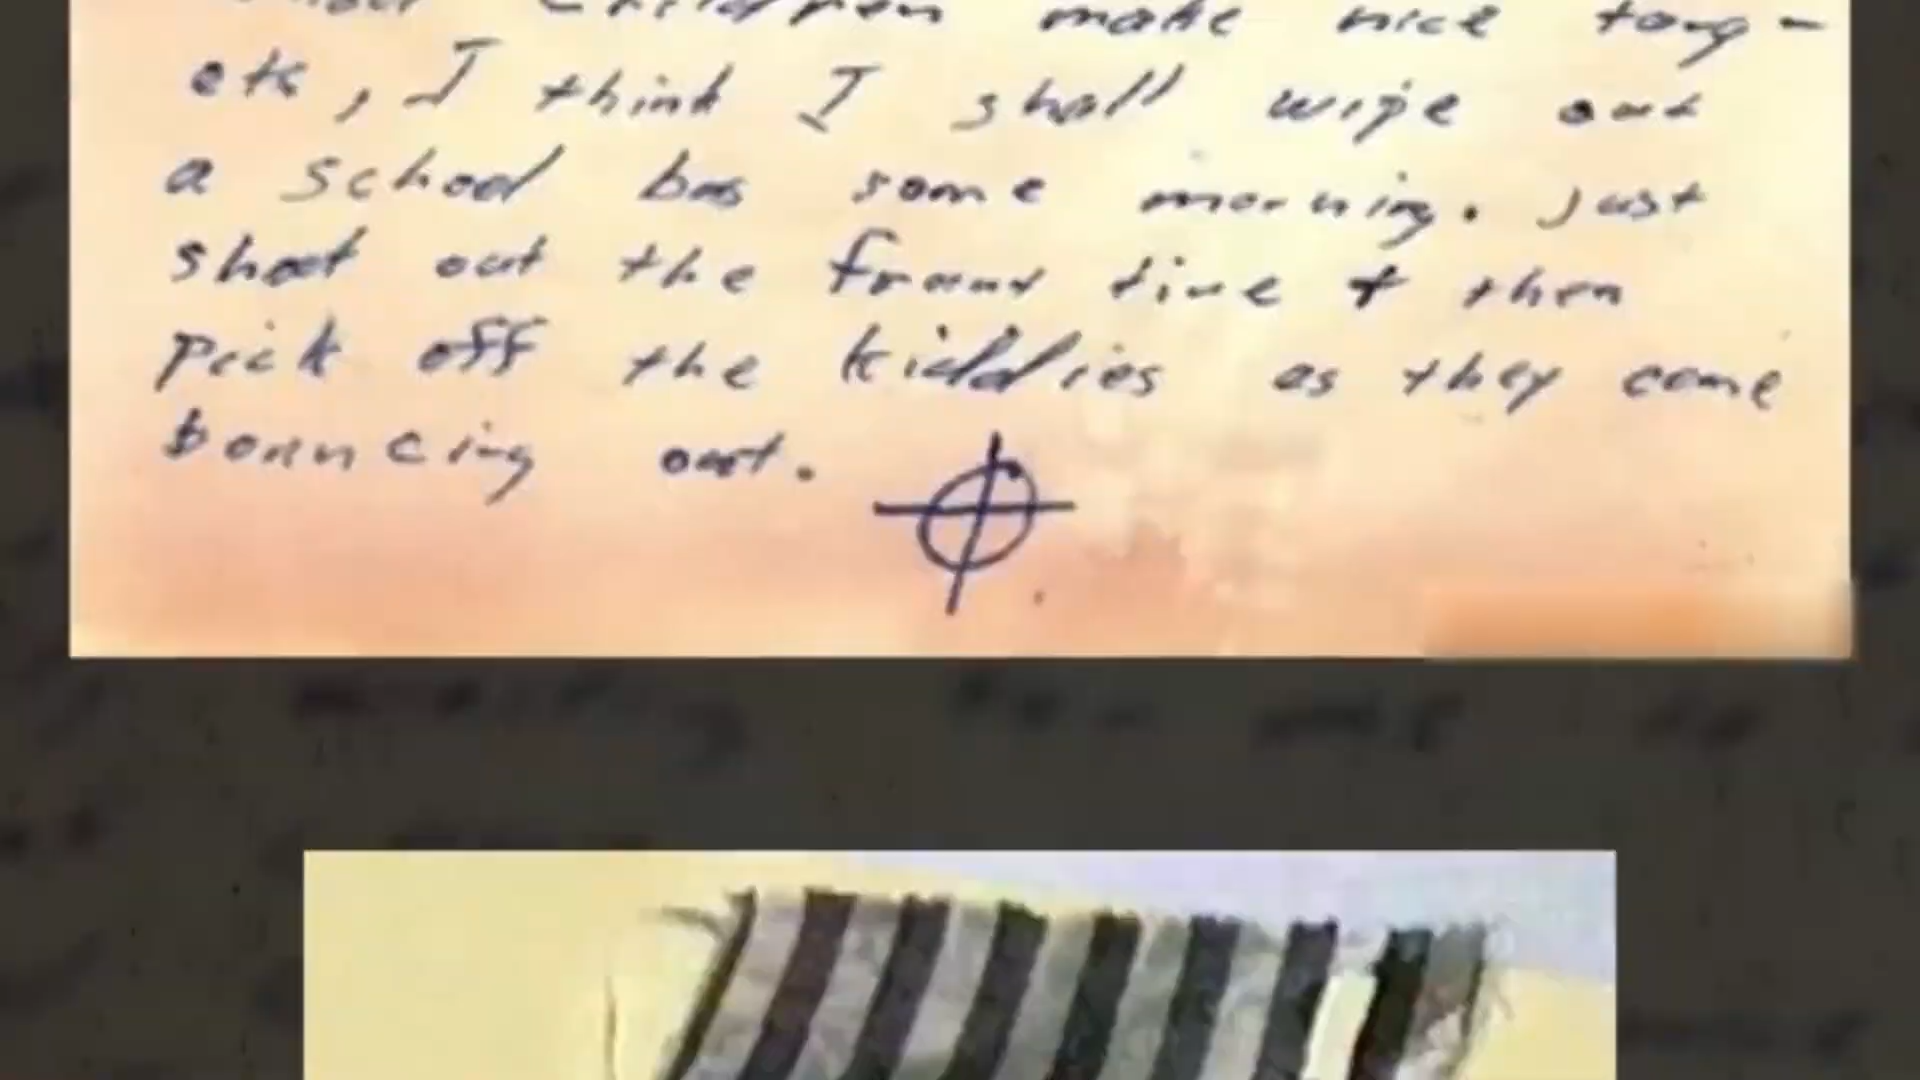 children make nice targ-
ets, I think I shall wipe out
a school bus some morning. Just
shoot out the front tire + then
pick off the kiddies as they come
bouncing out.